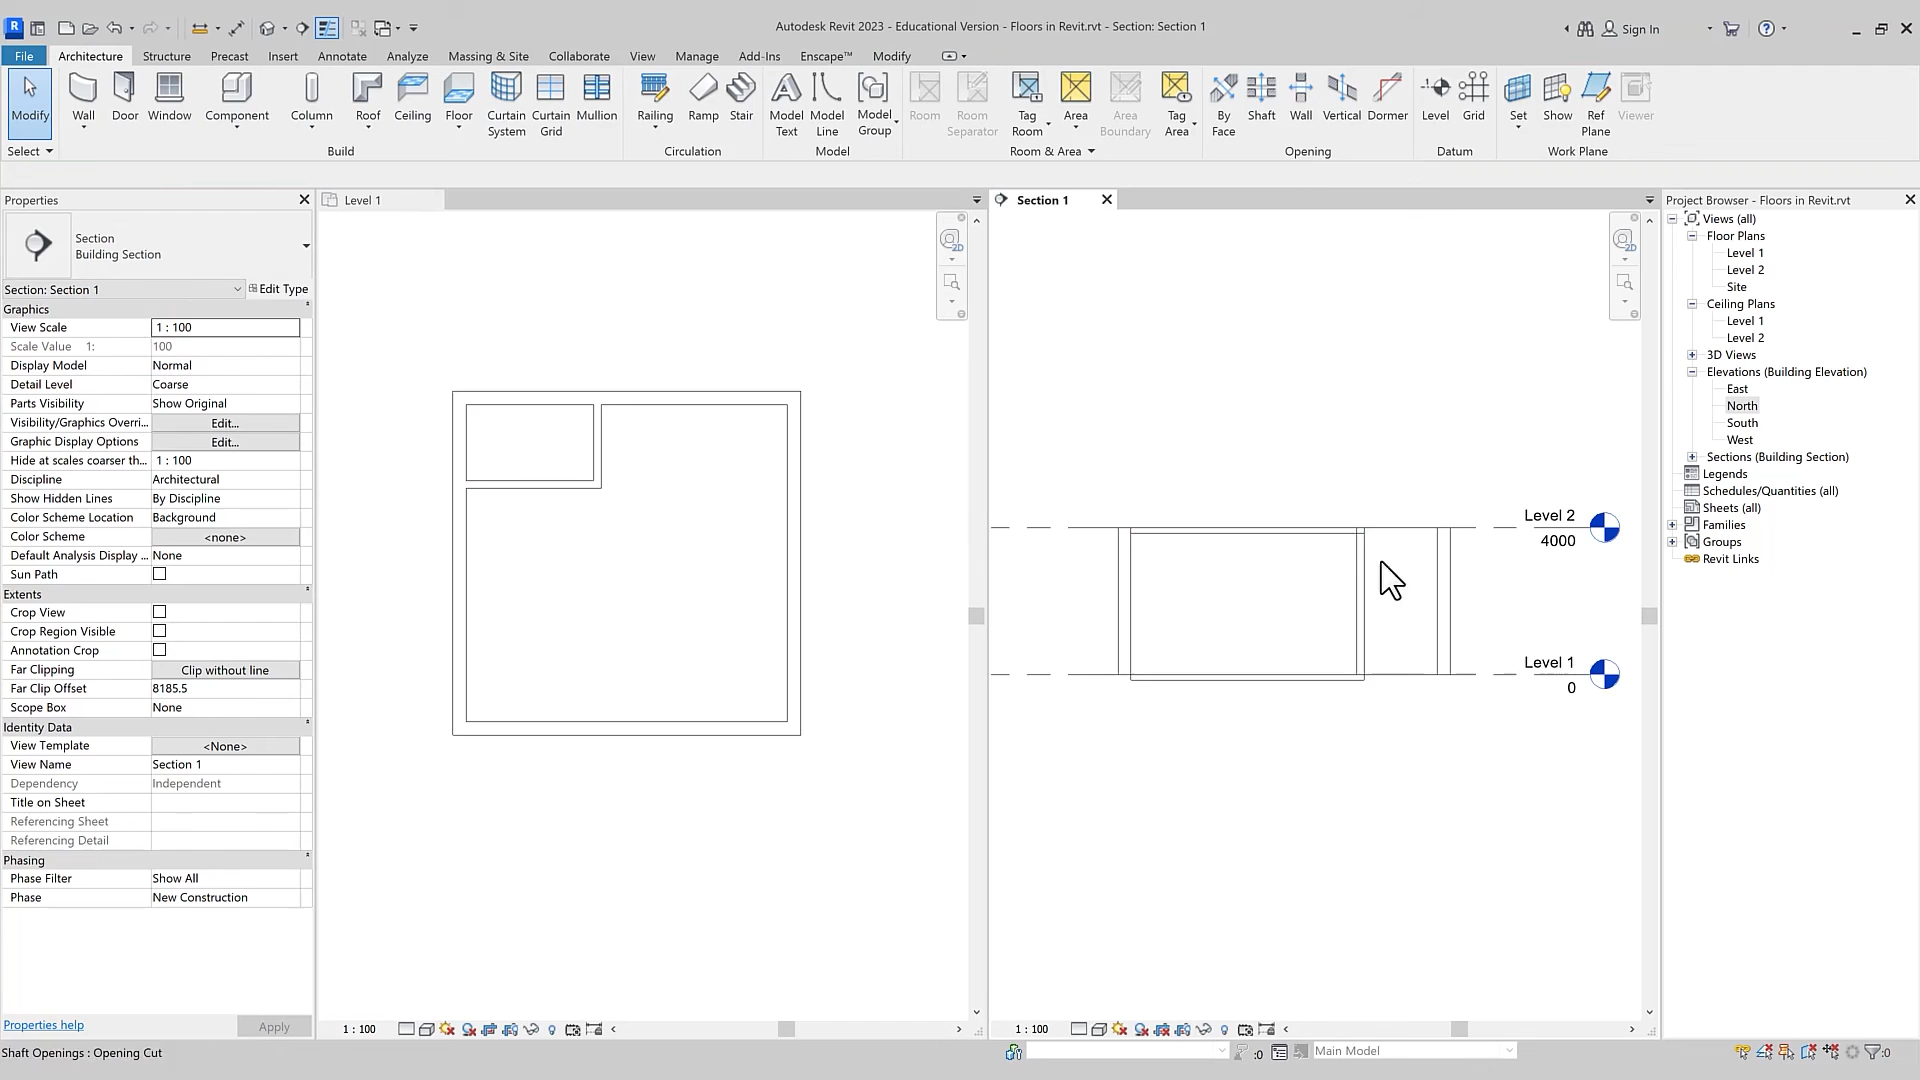 Autodesk Revit 2023 - Educational Version - Floors in Revit.rvt - Section: Section 1
Sign In
File Architecture Structure Precast Insert Annotate Analyze Massing & Site Collaborate View Manage Add-Ins Enscape™ Modify
Modify Wall Door Window Component Column Roof Ceiling Floor Curtain System Curtain Grid Mullion Railing Ramp Stair Model Text Model Line Model Group Room Room Separator Tag Room Area Area Boundary Tag Area By Face Shaft Wall Vertical Dormer Level Grid Set Show Ref Plane Viewer
Select Build Circulation Model Room & Area Opening Datum Work Plane
Properties
Section
Building Section
Section: Section 1 Edit Type
Graphics
View Scale 1 : 100
Scale Value 1: 100
Display Model Normal
Detail Level Coarse
Parts Visibility Show Original
Visibility/Graphics Overri... Edit...
Graphic Display Options Edit...
Hide at scales coarser th... 1 : 100
Discipline Architectural
Show Hidden Lines By Discipline
Color Scheme Location Background
Color Scheme <none>
Default Analysis Display ... None
Sun Path
Extents
Crop View
Crop Region Visible
Annotation Crop
Far Clipping Clip without line
Far Clip Offset 8185.5
Scope Box None
Identity Data
View Template <None>
View Name Section 1
Dependency Independent
Title on Sheet
Referencing Sheet
Referencing Detail
Phasing
Phase Filter Show All
Phase New Construction
Properties help Apply
Level 1
2D
1 : 100
Section 1
2D
Level 2
4000
Level 1
0
1 : 100
Project Browser - Floors in Revit.rvt
Views (all)
Floor Plans
Level 1
Level 2
Site
Ceiling Plans
Level 1
Level 2
3D Views
Elevations (Building Elevation)
East
North
South
West
Sections (Building Section)
Legends
Schedules/Quantities (all)
Sheets (all)
Families
Groups
Revit Links
Shaft Openings : Opening Cut
:0
Main Model
:0